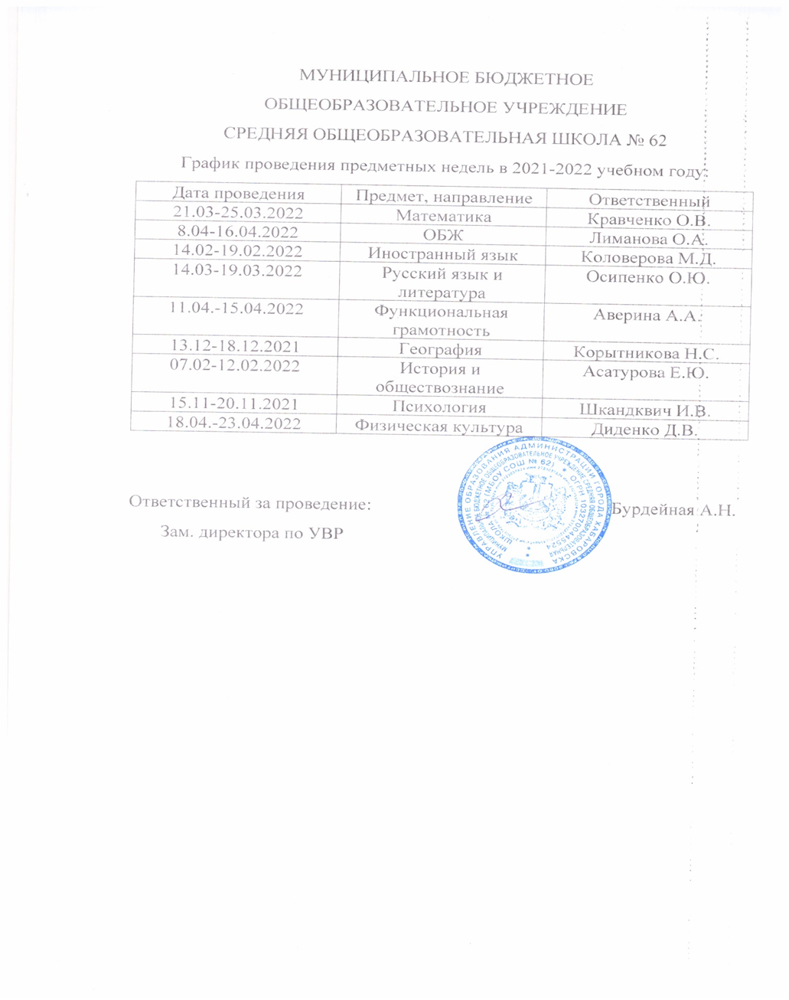 МУНИЦИПАЛЬНОЕ БЮДЖЕТНОЕ
ОБЩЕОБРАЗОВАТЕЛЬНОЕ УЧРЕЖДЕНИЕ
СРЕДНЯЯ ОБЩЕОБРАЗОВАТЕЛЬНАЯ ШКОЛА № 62
График проведения предметных недель в 2021-2022 учебном году:
Дата проведения Предмет, направление Ответственный
21.03-25.03.2022 Математика Кравченко О.В.
8.04-16.04.2022 ОБЖ Лиманова О.А.
14.02-19.02.2022 Иностранный язык Коловерова М.Д.
14.03-19.03.2022 Русский язык и Осипенко О.Ю.
литература
11.04.-15.04.2022 Функциональная Аверина А.А.
грамотность
13.12-18.12.2021 География Корытникова Н.С.
07.02-12.02.2022 История и Асатурова Е.Ю.
обществознание
15.11-20.11.2021 Психология Шкандквич И.В.
18.04.-23.04.2022 Физическая культура Диденко Д.В.
УПРАВЛЕНИЕ ОБРАЗОВАНИЯ АДМИНИСТРАЦИИ ГОРОДА ХАБАРОВСКА
МУНИЦИПАЛЬНОЕ БЮДЖЕТНОЕ ОБЩЕОБРАЗОВАТЕЛЬНОЕ УЧРЕЖДЕНИЕ СРЕДНЯЯ ОБЩЕОБРАЗОВАТЕЛЬНАЯ
ШКОЛА № 62 (МБОУ СОШ № 62) * ОГРН 1032700445524
Ответственный за проведение: Бурдейная А.Н.
Зам. директора по УВР